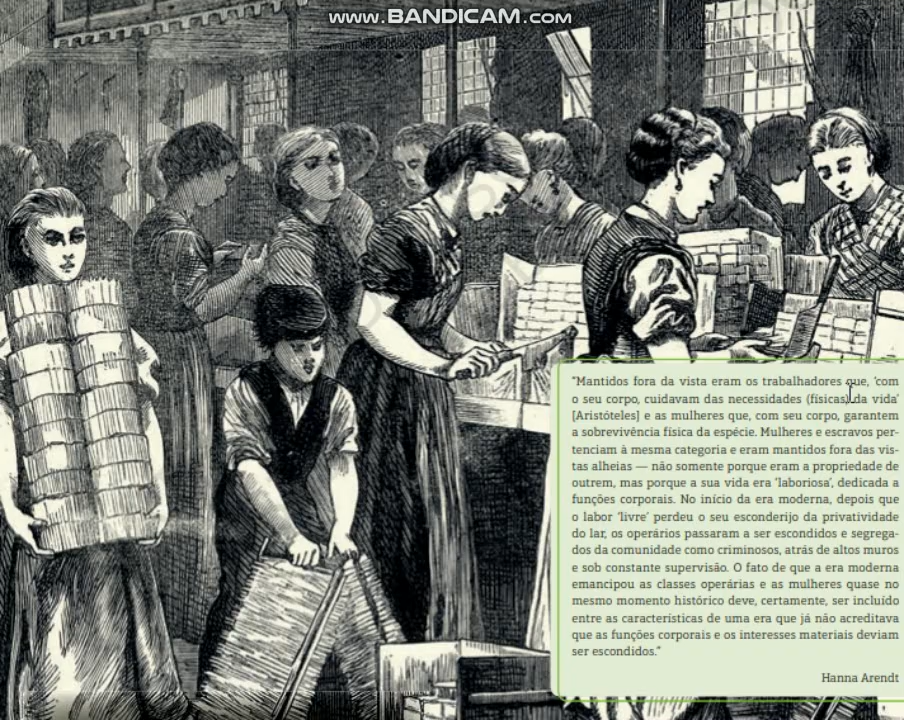 www.BANDICAM.com
"Mantidos fora da vista eram os trabalhadores que, 'com
o seu corpo, cuidavam das necessidades (físicas) da vida'
[Aristóteles] e as mulheres que, com seu corpo, garantem
a sobrevivência física da espécie. Mulheres e escravos per-
tenciam à mesma categoria e eram mantidos fora das vis-
tas alheias — não somente porque eram a propriedade de
outrem, mas porque a sua vida era 'laboriosa', dedicada a
funções corporais. No início da era moderna, depois que
o labor 'livre' perdeu o seu esconderijo da privatividade
do lar, os operários passaram a ser escondidos e segrega-
dos da comunidade como criminosos, atrás de altos muros
e sob constante supervisão. O fato de que a era moderna
emancipou as classes operárias e as mulheres quase no
mesmo momento histórico deve, certamente, ser incluído
entre as características de uma era que já não acreditava
que as funções corporais e os interesses materiais deviam
ser escondidos."
Hanna Arendt